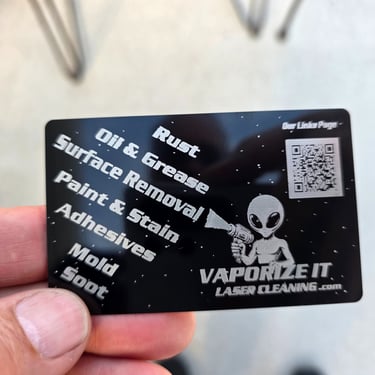 Our Links Page
Rust
Oil & Grease
Surface Removal
Paint & Stain
Adhesives
Mold
Soot
VAPORIZE IT
LASER CLEANING.com